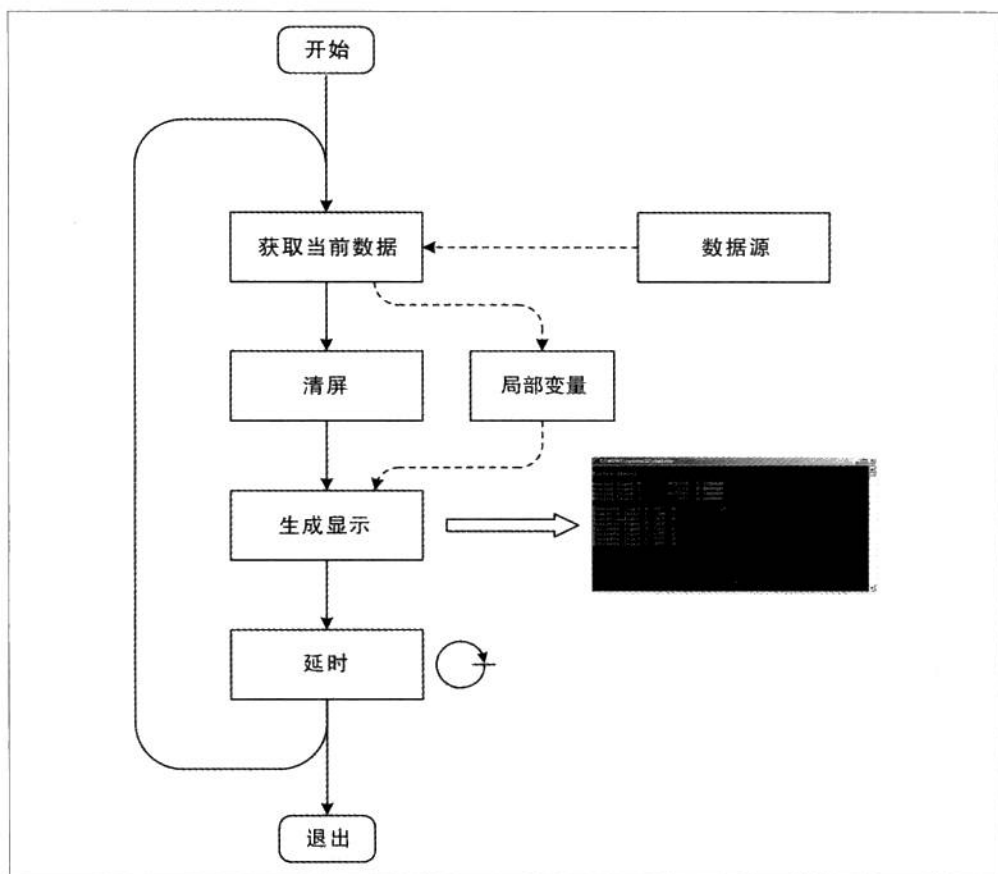 开始
获取当前数据
数据源
清屏
局部变量
生成显示
延时
退出